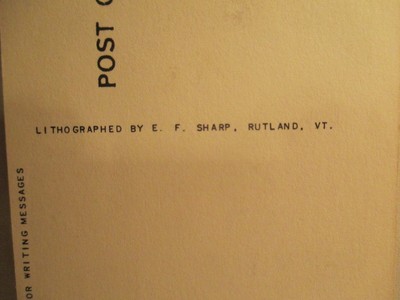 POST
LITHOGRAPHED BY E. F. SHARP, RUTLAND, VT.
OR WRITING MESSAGES